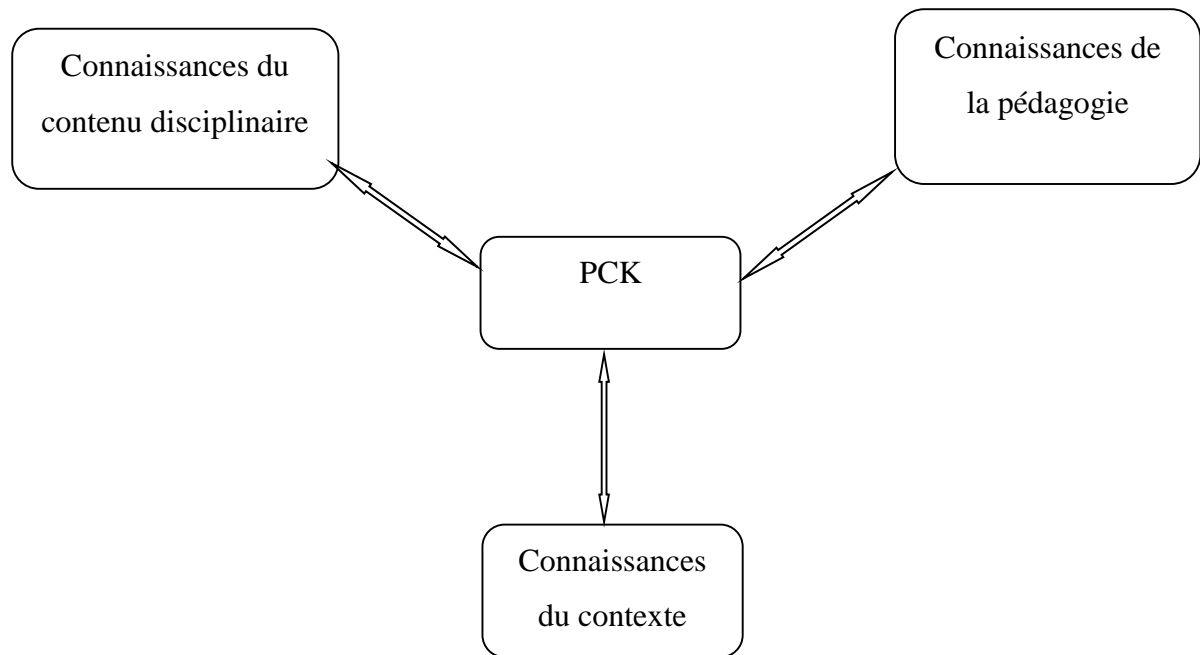 Connaissances du
contenu disciplinaire
Connaissances de
la pédagogie
PCK
Connaissances
du contexte